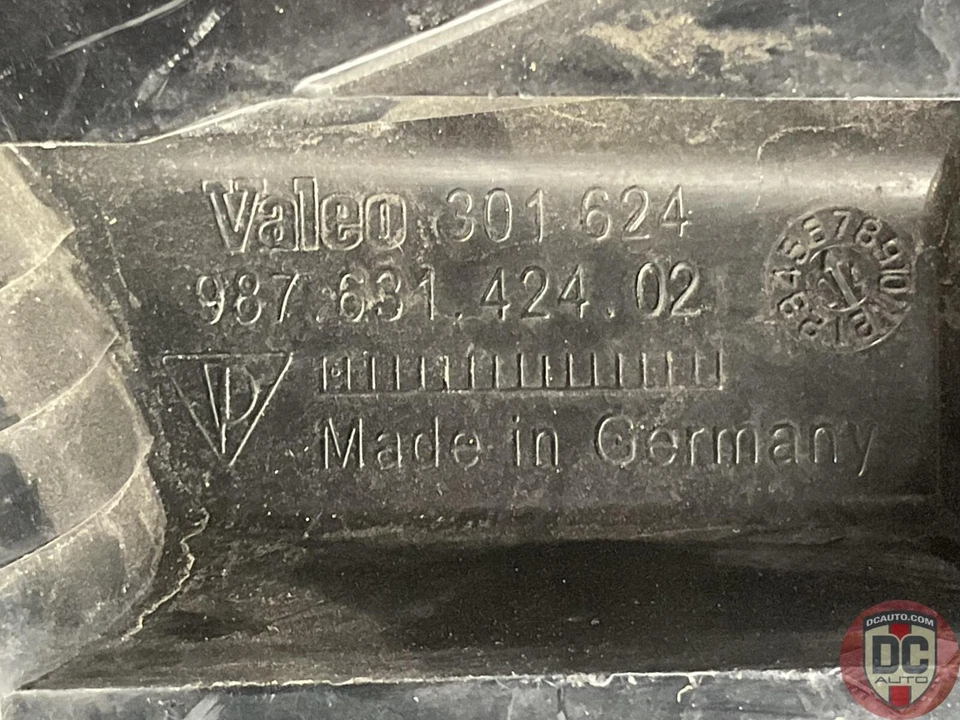 Valeo 301 624
987.631.424.02
Made in Germany
DCAUTO.COM
DC
AUTO